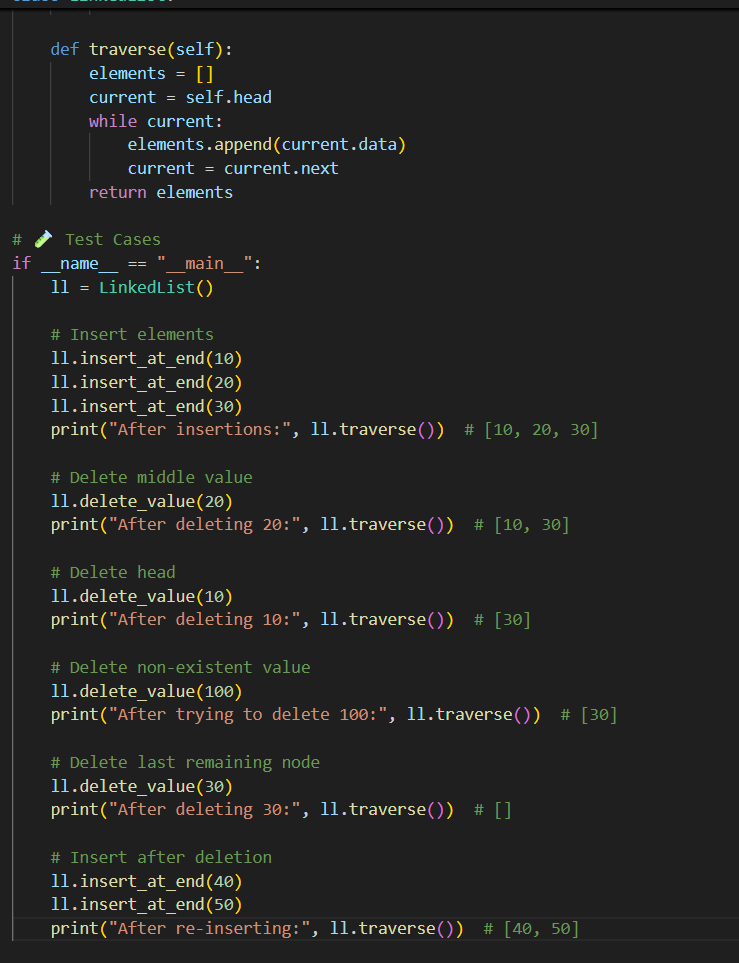 def traverse(self):
elements = []
current = self.head
while current:
elements.append(current.data)
current = current.next
return elements
# 🧪 Test Cases
if __name__ == "__main__":
ll = LinkedList()
# Insert elements
ll.insert_at_end(10)
ll.insert_at_end(20)
ll.insert_at_end(30)
print("After insertions:", ll.traverse())  # [10, 20, 30]
# Delete middle value
ll.delete_value(20)
print("After deleting 20:", ll.traverse())  # [10, 30]
# Delete head
ll.delete_value(10)
print("After deleting 10:", ll.traverse())  # [30]
# Delete non-existent value
ll.delete_value(100)
print("After trying to delete 100:", ll.traverse())  # [30]
# Delete last remaining node
ll.delete_value(30)
print("After deleting 30:", ll.traverse())  # []
# Insert after deletion
ll.insert_at_end(40)
ll.insert_at_end(50)
print("After re-inserting:", ll.traverse())  # [40, 50]